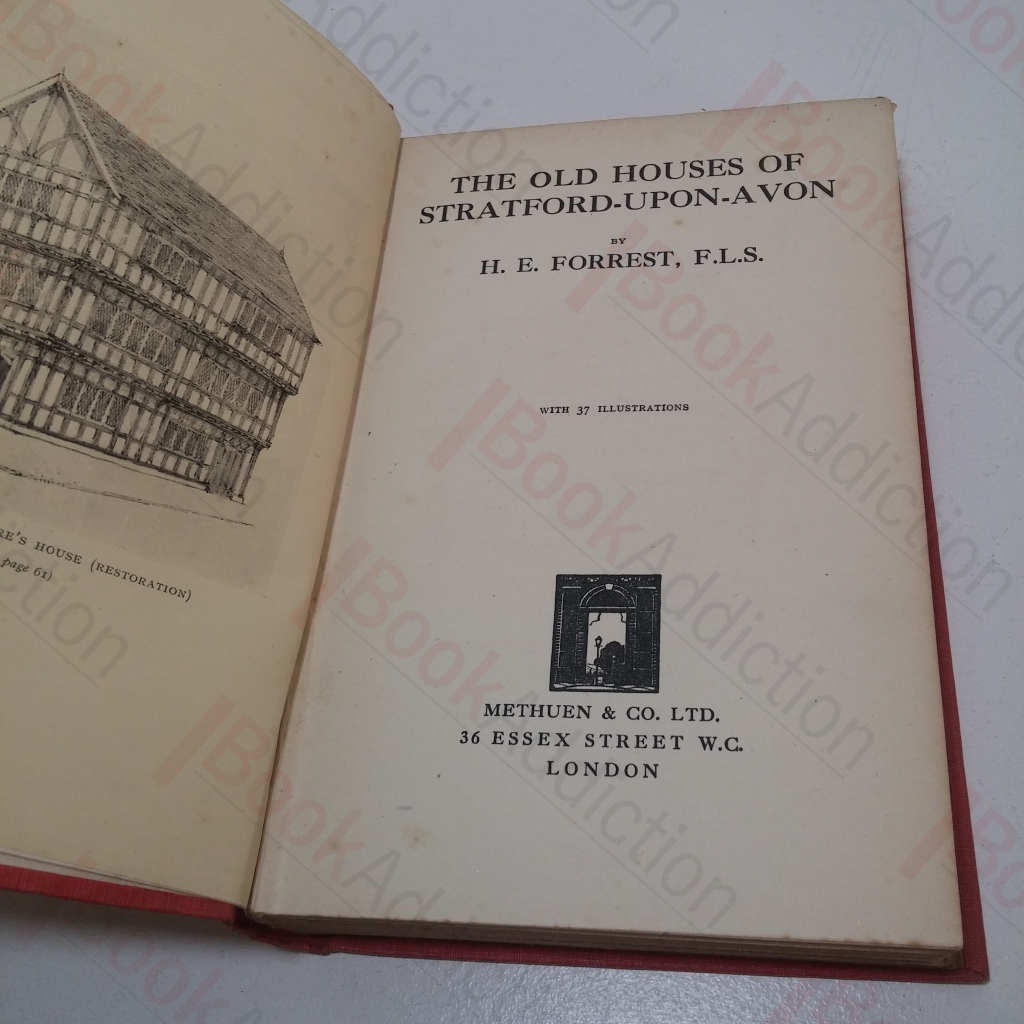 RE'S HOUSE (RESTORATION)
page 61)
THE OLD HOUSES OF
STRATFORD-UPON-AVON
BY
H. E. FORREST, F.L.S.
WITH 37 ILLUSTRATIONS
METHUEN & CO. LTD.
36 ESSEX STREET W.C.
LONDON
BookAddiction